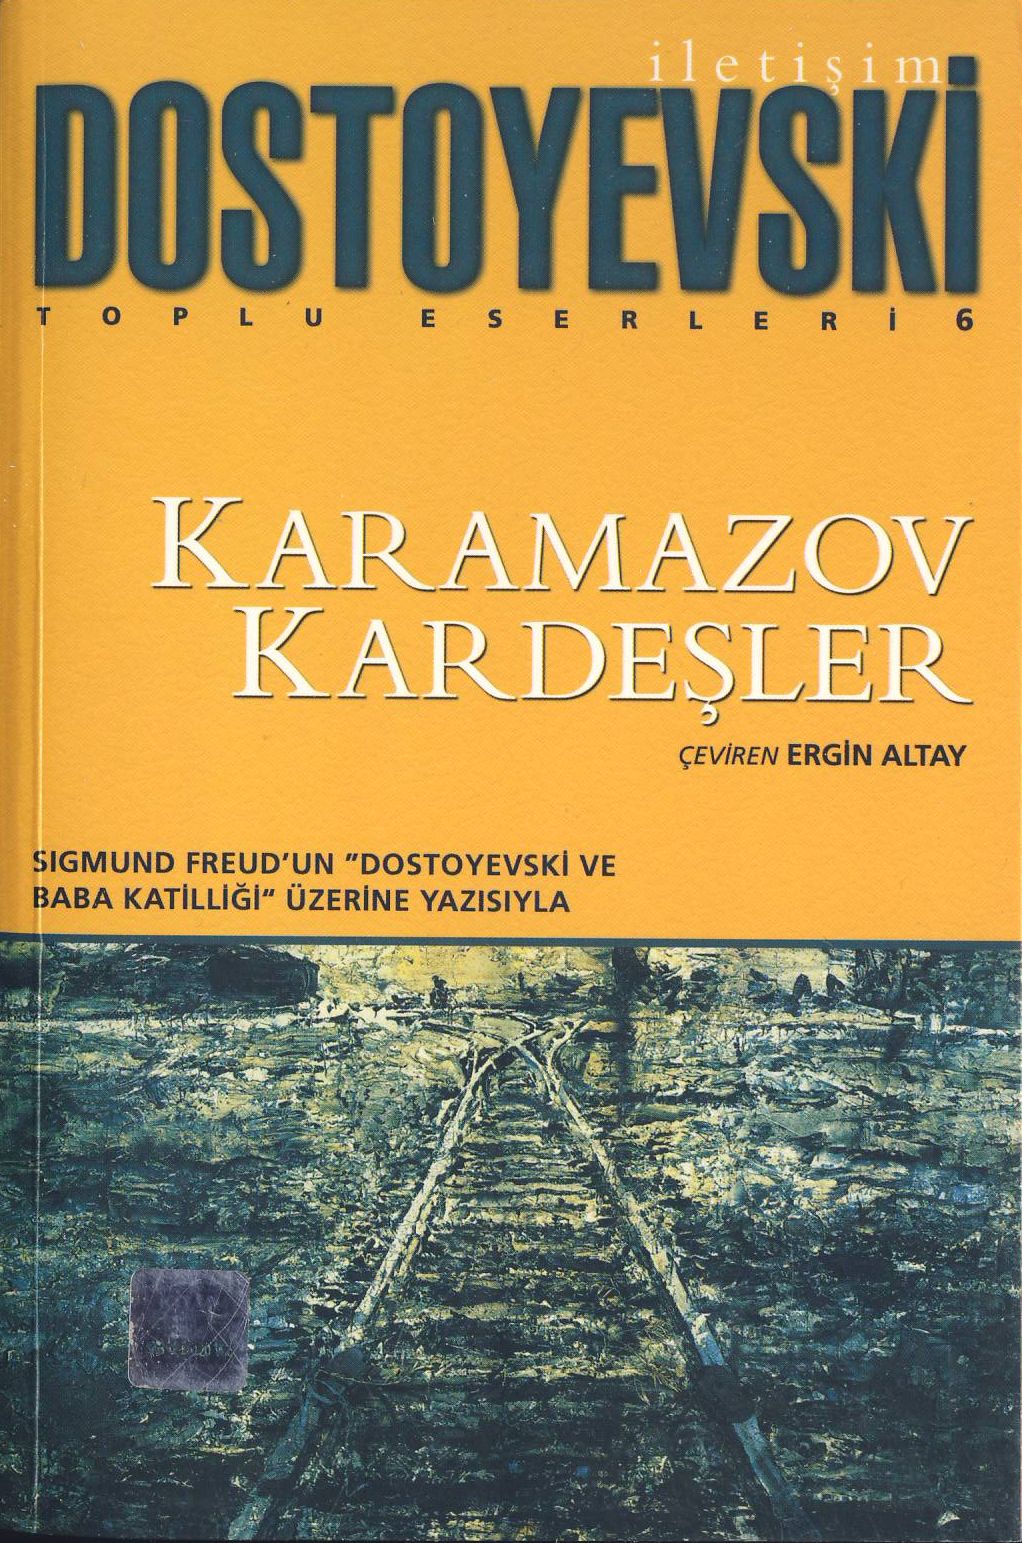 iletişim
DOSTOYEVSKİ
TOPLU ESERLERİ 6
KARAMAZOV
KARDEŞLER
ÇEVİREN ERGİN ALTAY
SIGMUND FREUD'UN "DOSTOYEVSKİ VE
BABA KATİLLİĞİ" ÜZERİNE YAZISIYLA